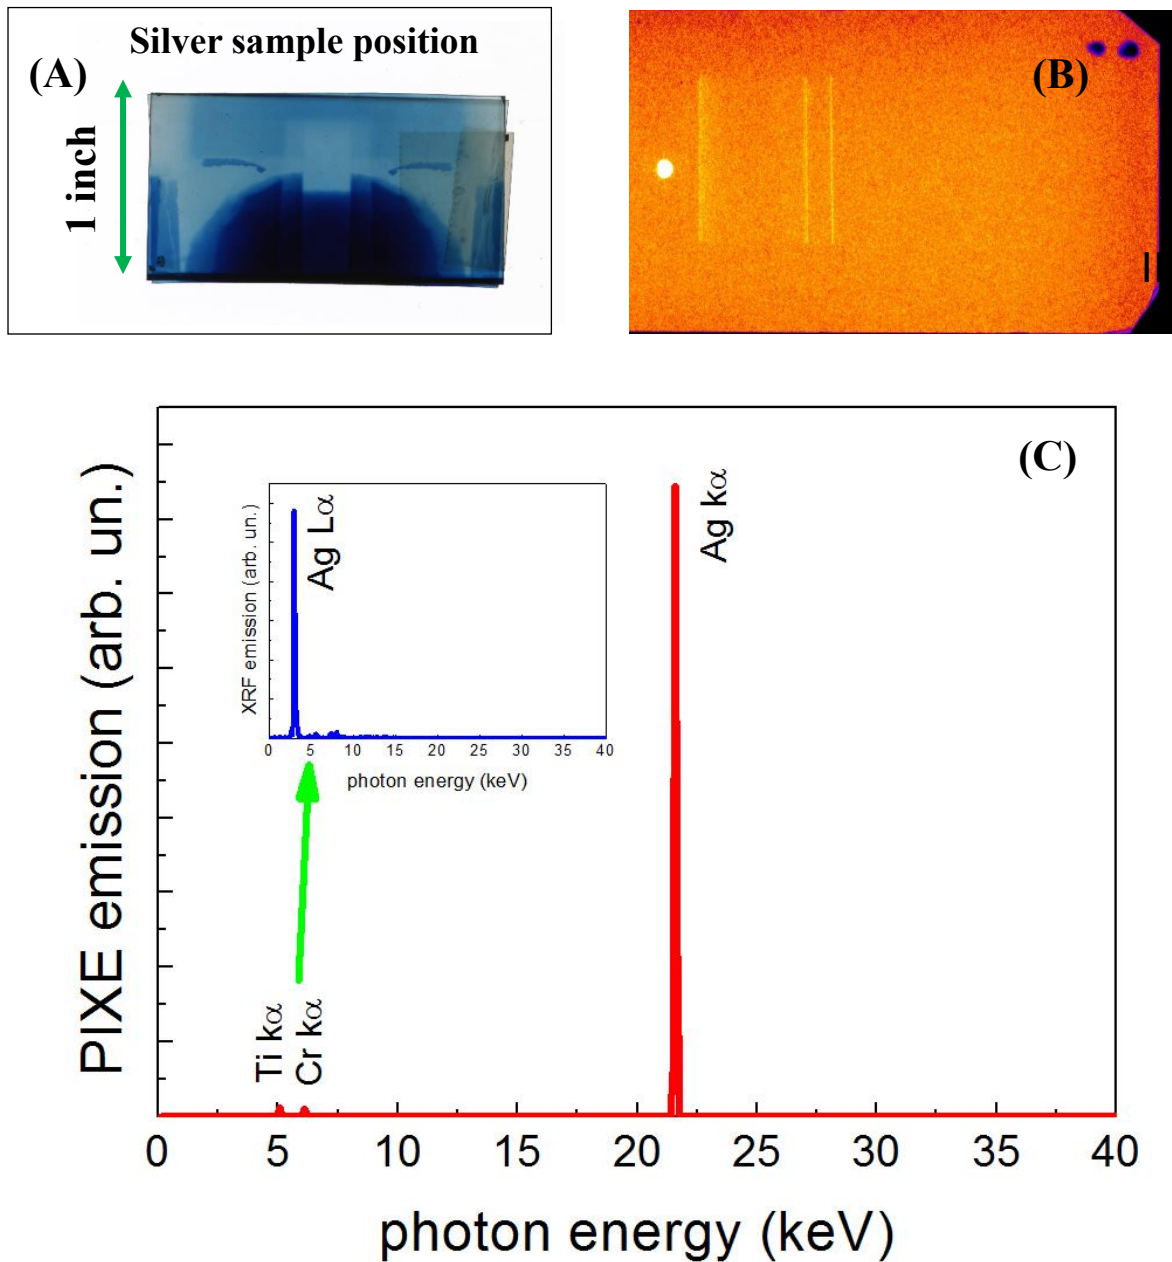 Silver sample position
(A)
1 inch
(B)
(C)
PIXE emission (arb. un.)
XRF emission (arb. un.)
Ag Lα
0 5 10 15 20 25 30 35 40
photon energy (keV)
Ag kα
Ti kα
Cr kα
0 5 10 15 20 25 30 35 40
photon energy (keV)